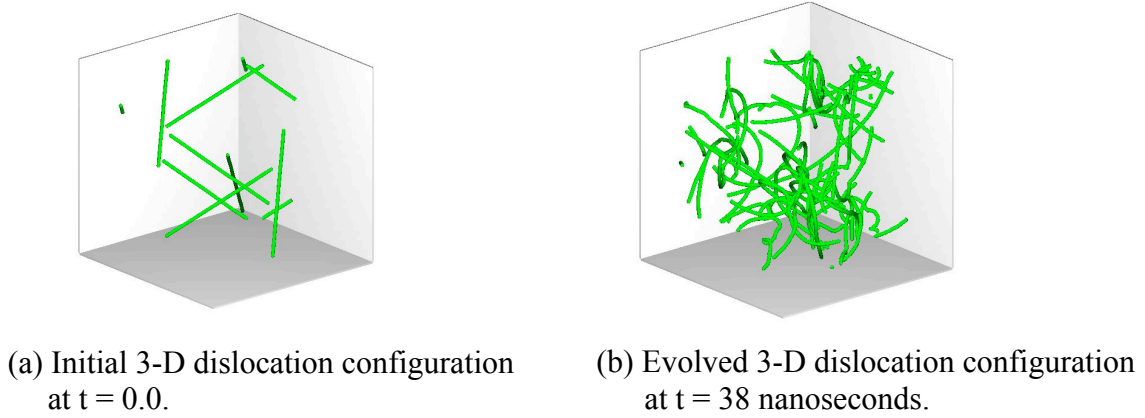 (a) Initial 3-D dislocation configuration
at t = 0.0.
(b) Evolved 3-D dislocation configuration
at t = 38 nanoseconds.